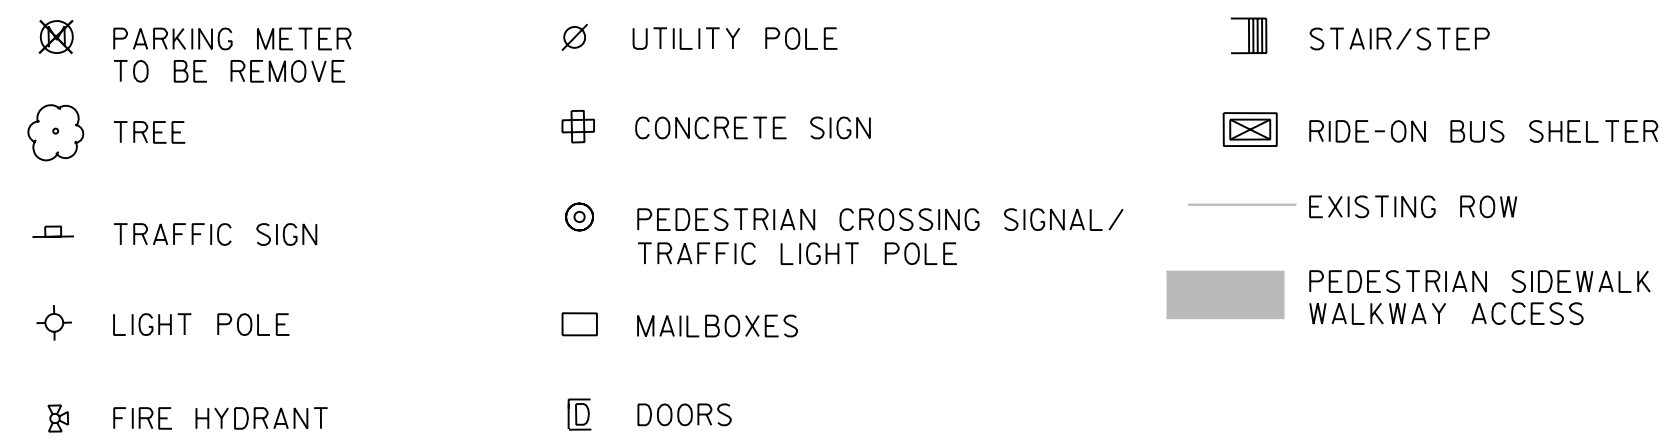 PARKING METER
TO BE REMOVE
TREE
TRAFFIC SIGN
LIGHT POLE
FIRE HYDRANT
UTILITY POLE
CONCRETE SIGN
PEDESTRIAN CROSSING SIGNAL/
TRAFFIC LIGHT POLE
MAILBOXES
D
DOORS
STAIR/STEP
RIDE-ON BUS SHELTER
EXISTING ROW
PEDESTRIAN SIDEWALK
WALKWAY ACCESS